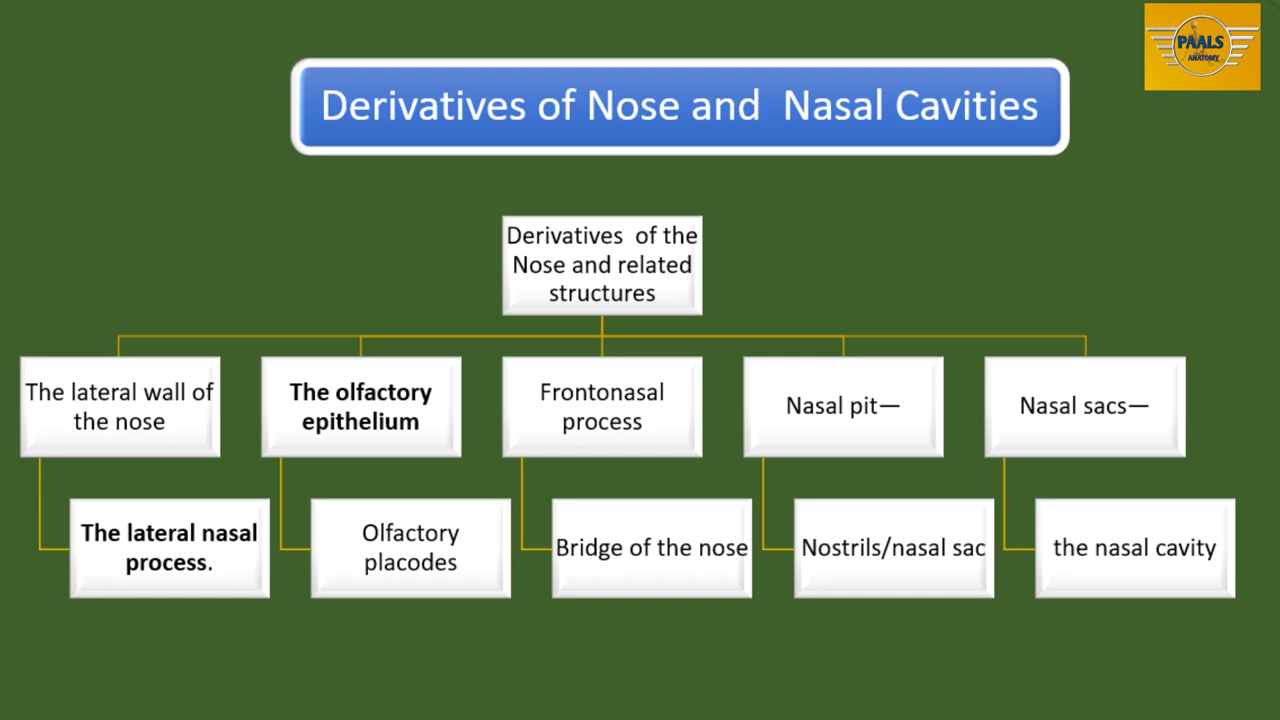 PAALS
ANATOMY
Derivatives of Nose and Nasal Cavities
Derivatives of the
Nose and related
structures
The lateral wall of
the nose
The olfactory
epithelium
Frontonasal
process
Nasal pit—
Nasal sacs—
The lateral nasal
process.
Olfactory
placodes
Bridge of the nose
Nostrils/nasal sac
the nasal cavity